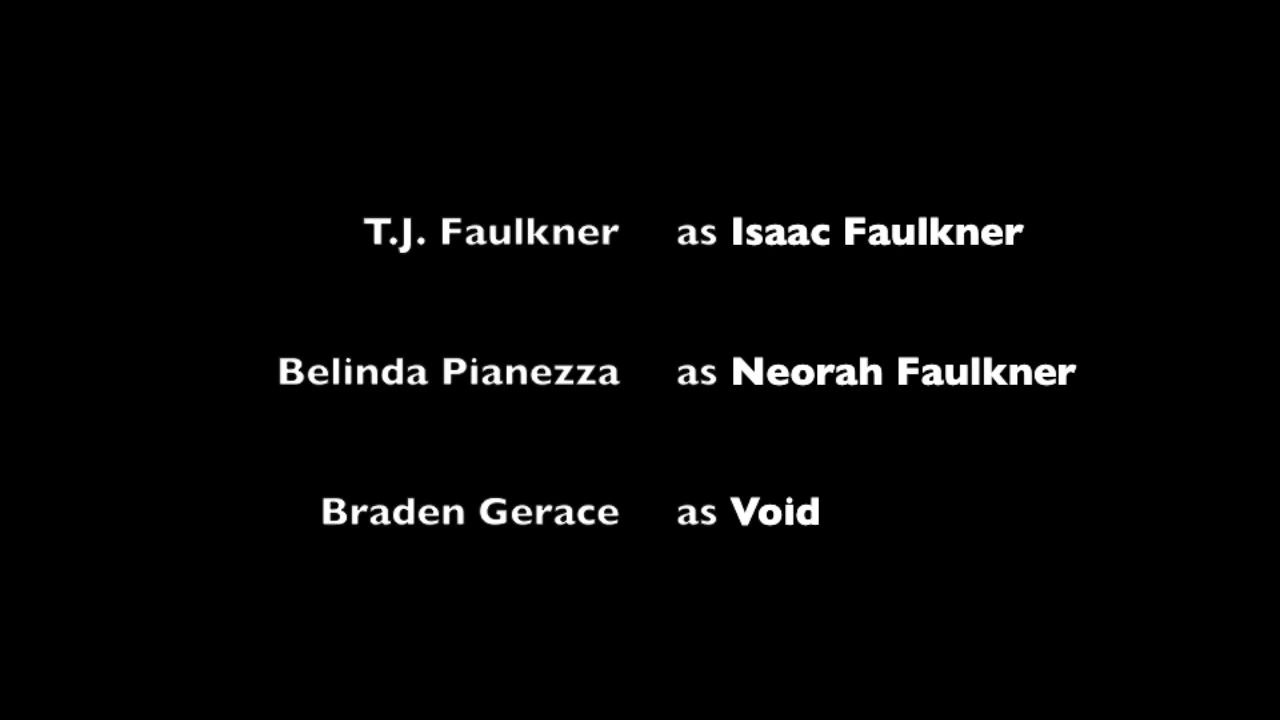 T.J. Faulkner as Isaac Faulkner
Belinda Pianezza as Neorah Faulkner
Braden Gerace as Void